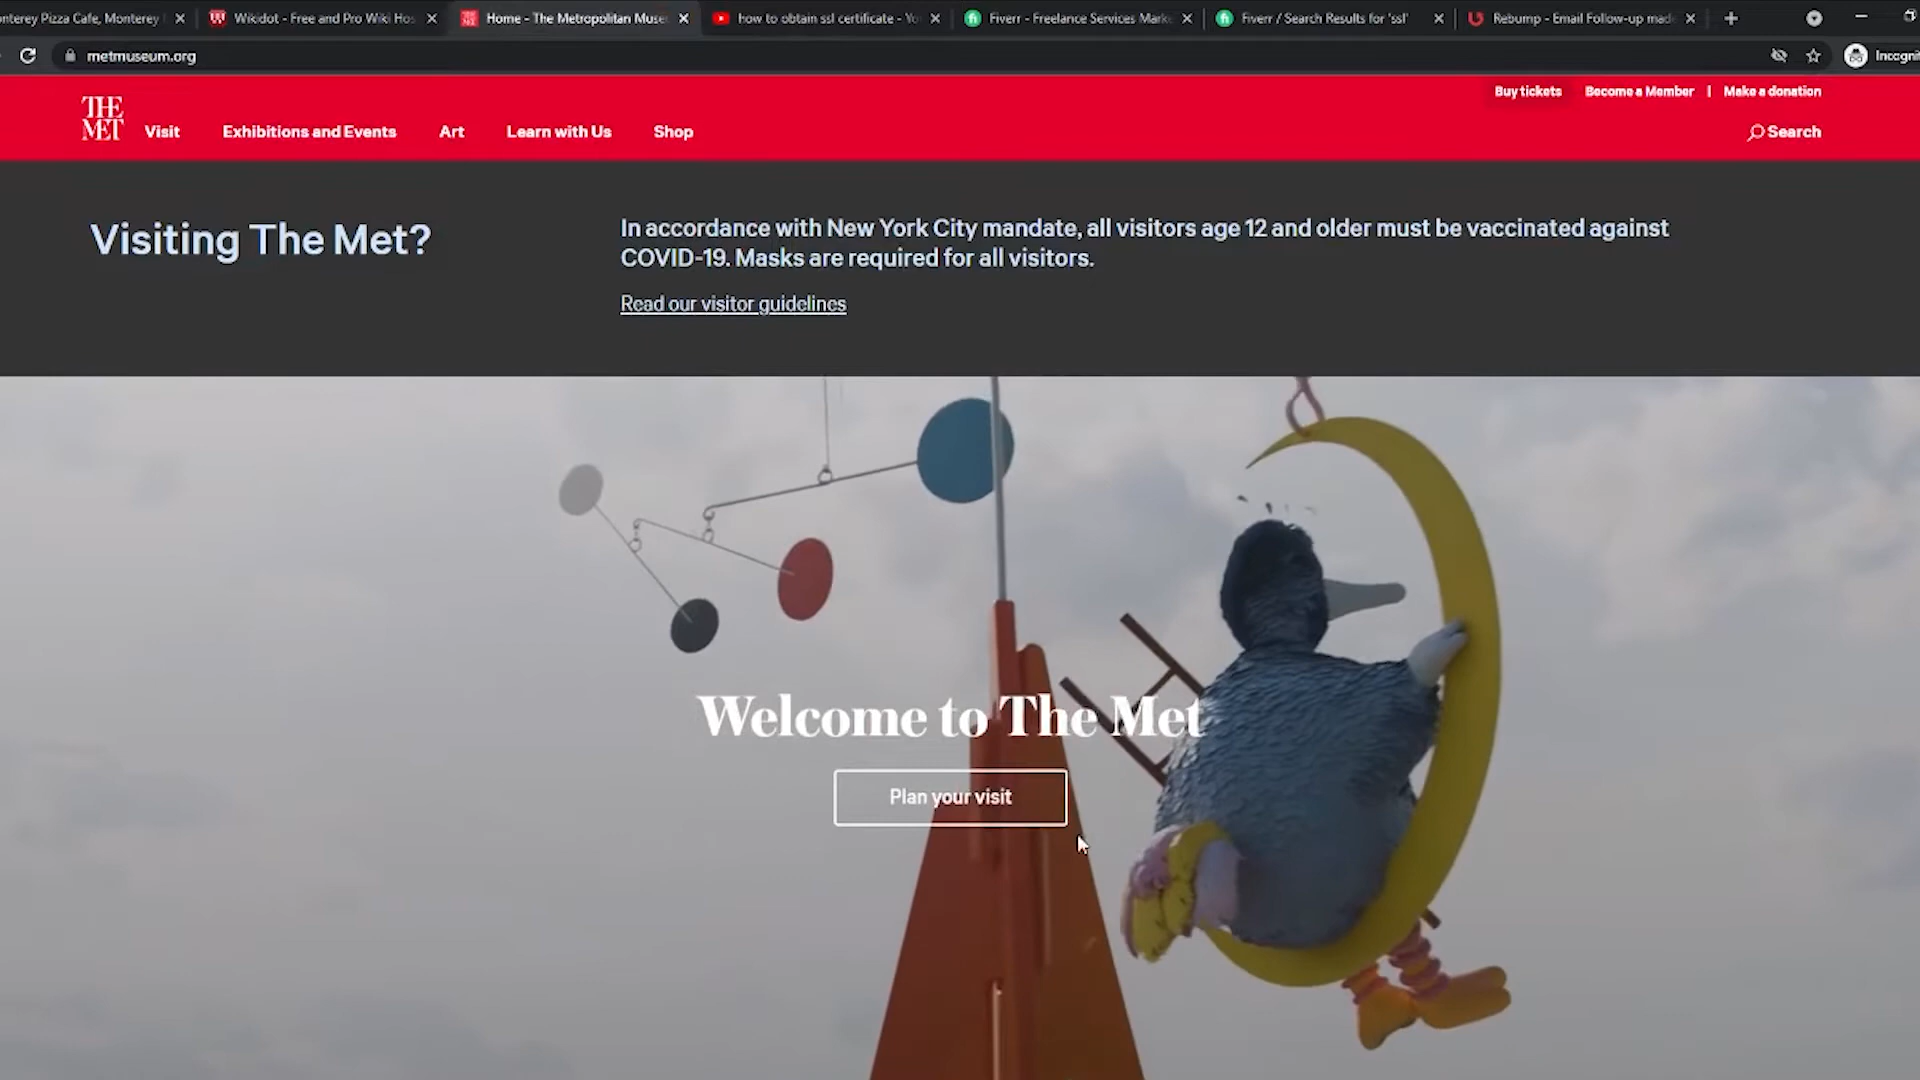 nterey Pizza Cafe, Monterey
Wikidot - Free and Pro Wiki Hos
Home - The Metropolitan Muse
how to obtain ssl certificate - Yo
Fiverr - Freelance Services Marke
Fiverr / Search Results for 'ssl'
Rebump - Email Follow-up made
metmuseum.org
Incognit
Buy tickets
Become a Member
|
Make a donation
THE
MET
Visit
Exhibitions and Events
Art
Learn with Us
Shop
Search
Visiting The Met?
In accordance with New York City mandate, all visitors age 12 and older must be vaccinated against
COVID-19. Masks are required for all visitors.
Read our visitor guidelines
Welcome to The Met
Plan your visit